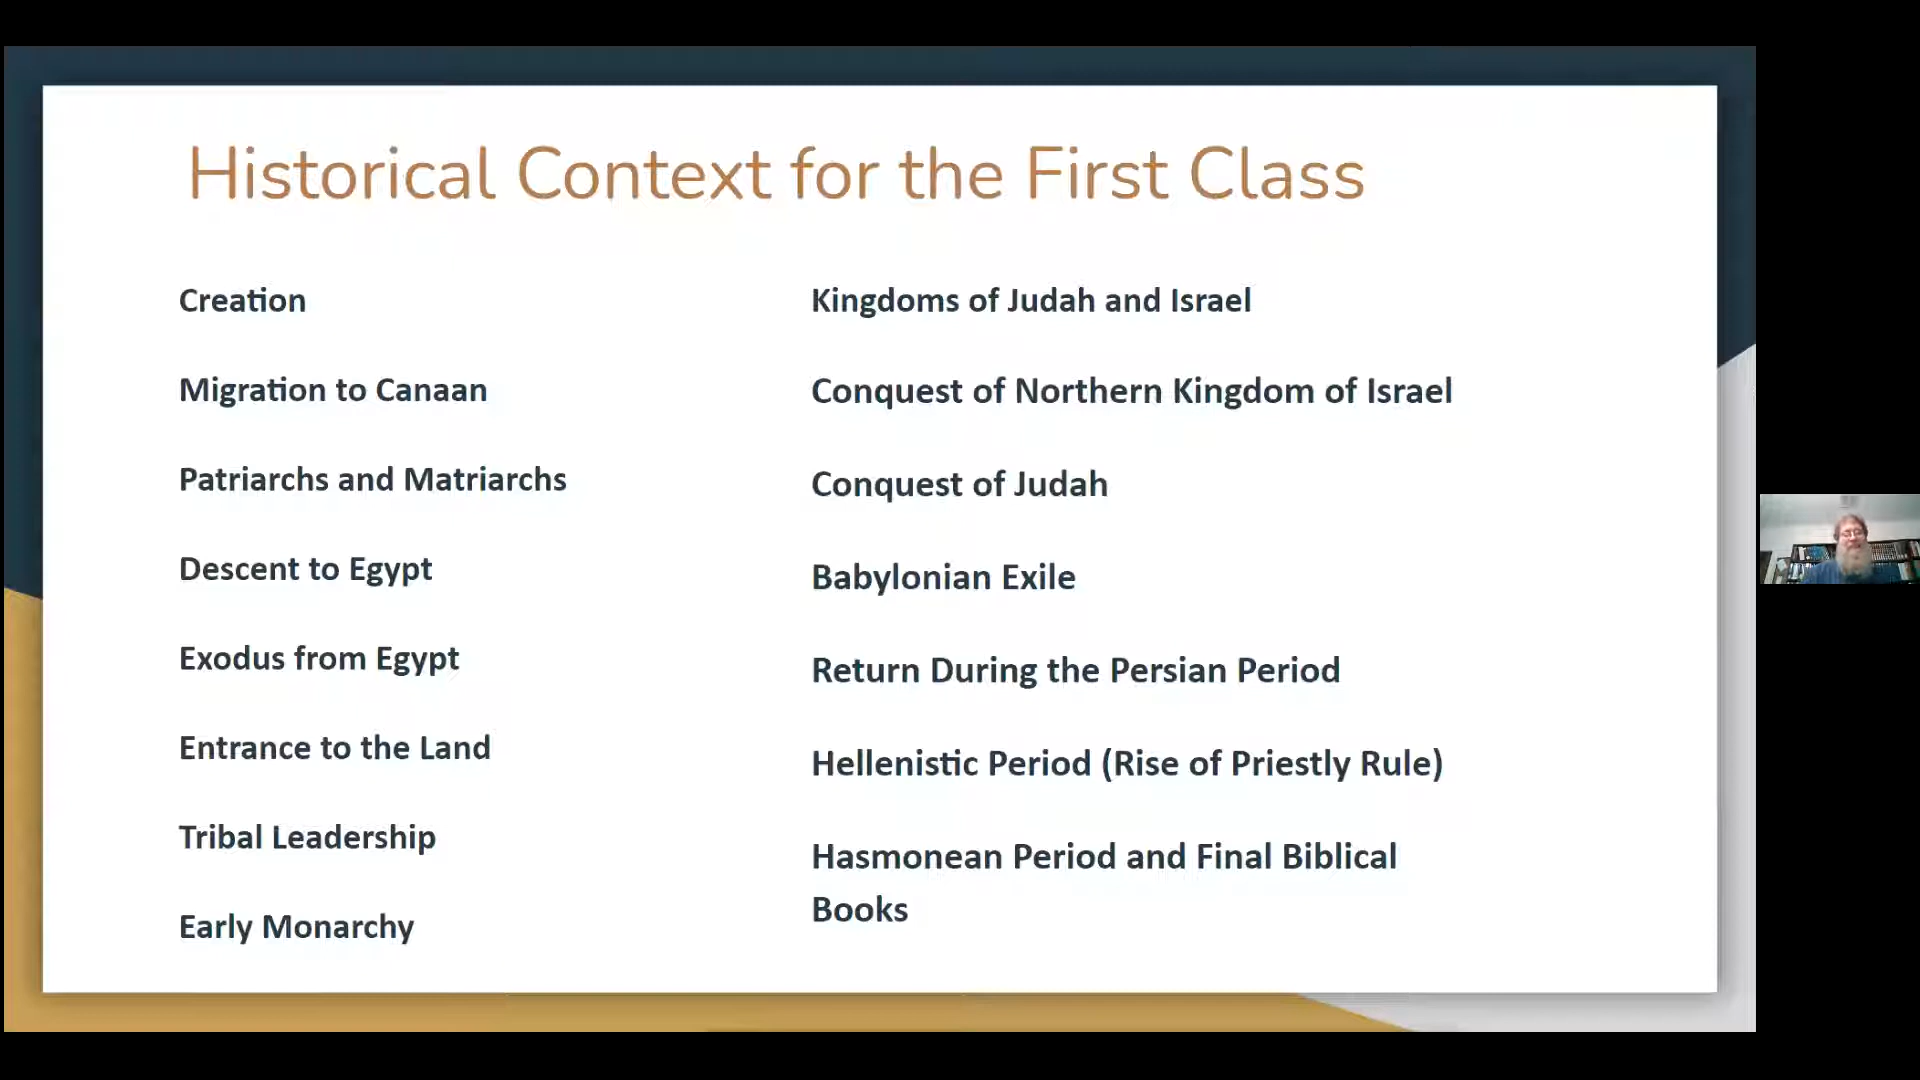 Historical Context for the First Class
Creation
Migration to Canaan
Patriarchs and Matriarchs
Descent to Egypt
Exodus from Egypt
Entrance to the Land
Tribal Leadership
Early Monarchy
Kingdoms of Judah and Israel
Conquest of Northern Kingdom of Israel
Conquest of Judah
Babylonian Exile
Return During the Persian Period
Hellenistic Period (Rise of Priestly Rule)
Hasmonean Period and Final Biblical
Books